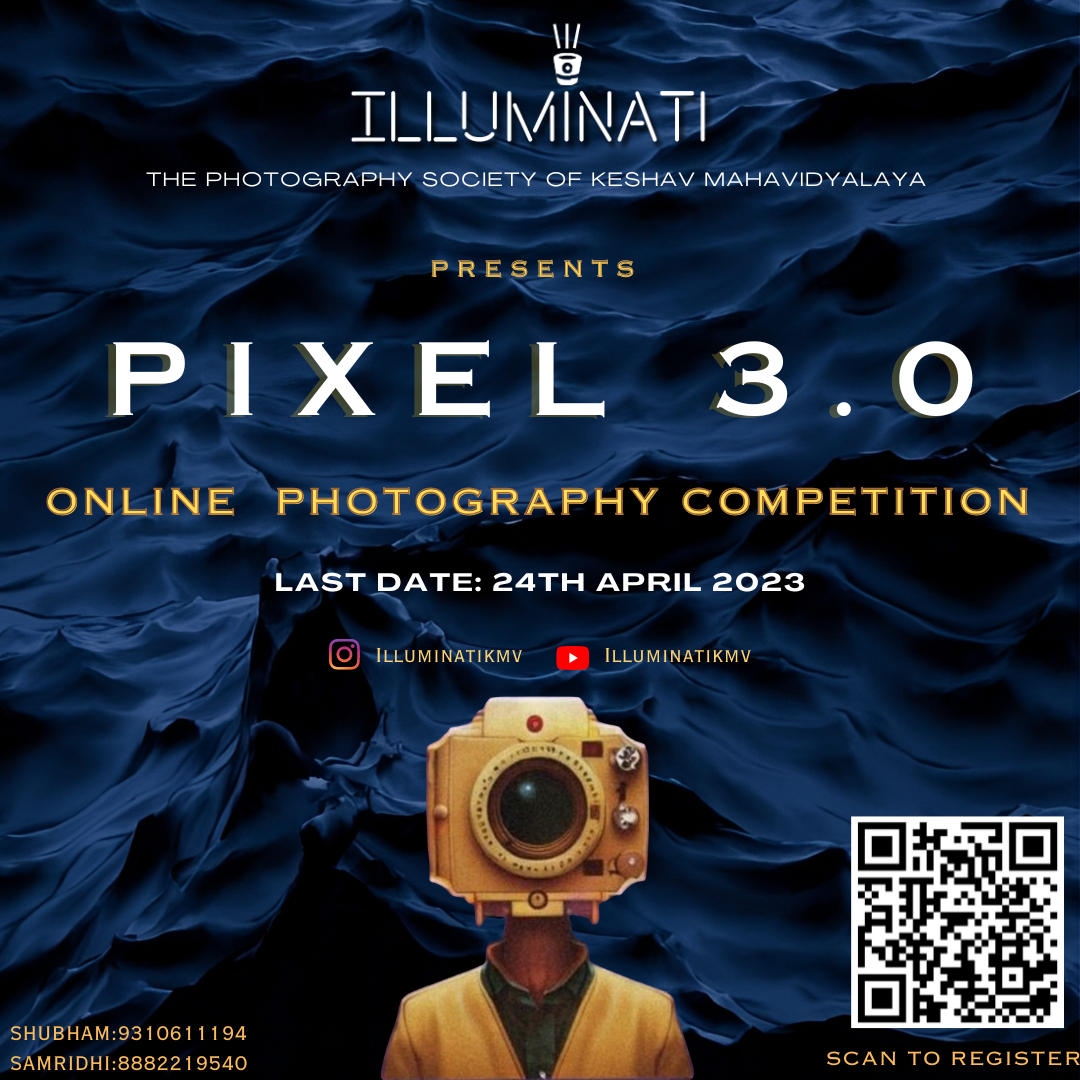 ILLUMINATI
THE PHOTOGRAPHY SOCIETY OF KESHAV MAHAVIDYALAYA
PRESENTS
PIXEL 3.0
ONLINE PHOTOGRAPHY COMPETITION
LAST DATE: 24TH APRIL 2023
ILLUMINATIKMV ILLUMINATIKMV
SHUBHAM:9310611194
SAMRIDHI:8882219540
SCAN TO REGISTER